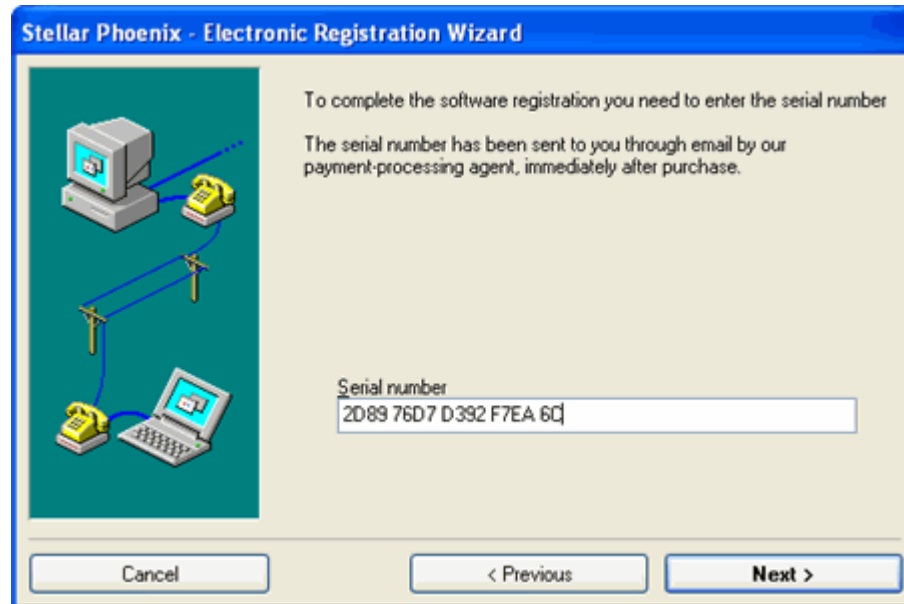 Stellar Phoenix - Electronic Registration Wizard
To complete the software registration you need to enter the serial number
The serial number has been sent to you through email by our
payment-processing agent, immediately after purchase.
Serial number
2D89 76D7 D392 F7EA 6C
Cancel
< Previous
Next >